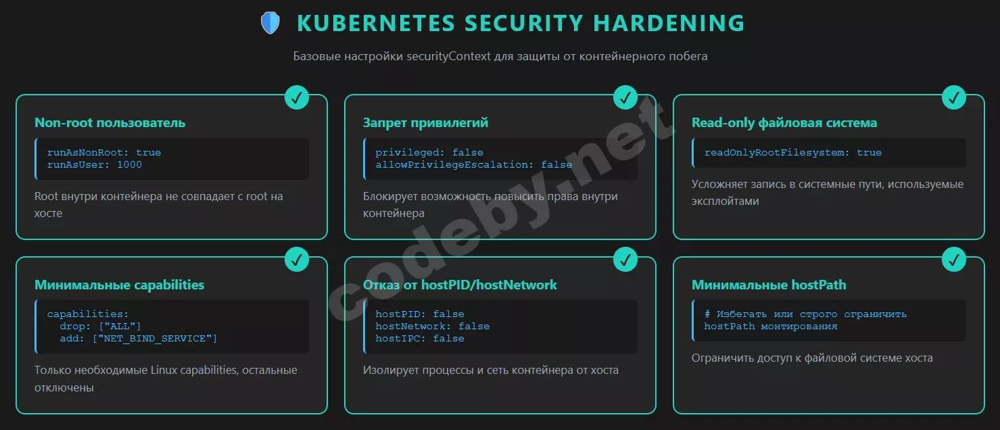 KUBERNETES SECURITY HARDENING
Базовые настройки securityContext для защиты от контейнерного побега
Non-root пользователь
runAsNonRoot: true
runAsUser: 1000
Root внутри контейнера не совпадает с root на
хосте
Запрет привилегий
privileged: false
allowPrivilegeEscalation: false
Блокирует возможность повысить права внутри
контейнера
Read-only файловая система
readOnlyRootFilesystem: true
Усложняет запись в системные пути, используемые
эксплойтами
Минимальные capabilities
capabilities:
drop: ["ALL"]
add: ["NET_BIND_SERVICE"]
Только необходимые Linux capabilities, остальные
отключены
Отказ от hostPID/hostNetwork
hostPID: false
hostNetwork: false
hostIPC: false
Изолирует процессы и сеть контейнера от хоста
Минимальные hostPath
# Избегать или строго ограничить
hostPath монтирования
Ограничить доступ к файловой системе хоста
codeby.net